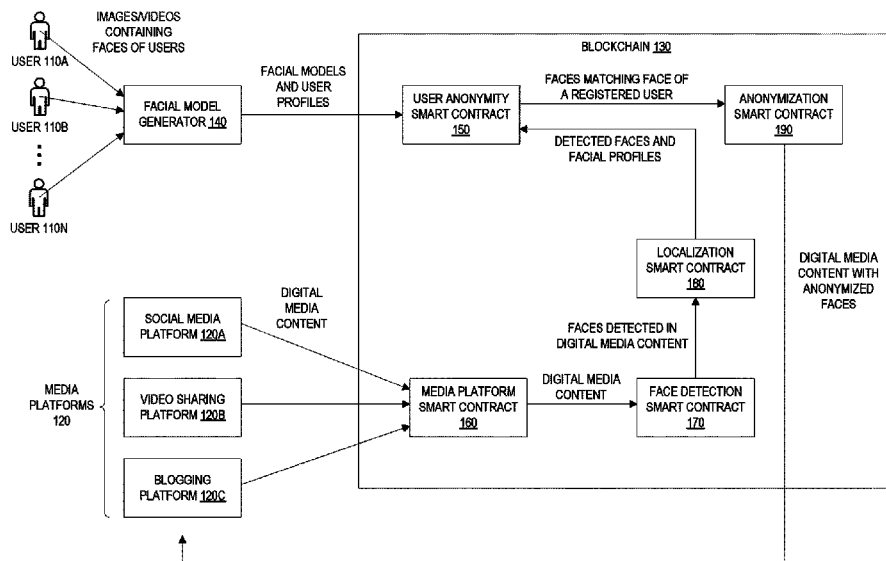 IMAGES/VIDEOS
CONTAINING
FACES OF USERS
USER 110A
USER 110B
USER 110N
FACIAL MODEL
GENERATOR 140
FACIAL MODELS
AND USER
PROFILES
BLOCKCHAIN 130
USER ANONYMITY
SMART CONTRACT
150
FACES MATCHING FACE OF
A REGISTERED USER
ANONYMIZATION
SMART CONTRACT
190
DETECTED FACES AND
FACIAL PROFILES
LOCALIZATION
SMART CONTRACT
180
DIGITAL MEDIA
CONTENT WITH
ANONYMIZED
FACES
FACES DETECTED IN
DIGITAL MEDIA CONTENT
DIGITAL
MEDIA
CONTENT
MEDIA
PLATFORMS
120
SOCIAL MEDIA
PLATFORM 120A
VIDEO SHARING
PLATFORM 120B
BLOGGING
PLATFORM 120C
MEDIA PLATFORM
SMART CONTRACT
160
DIGITAL MEDIA
CONTENT
FACE DETECTION
SMART CONTRACT
170